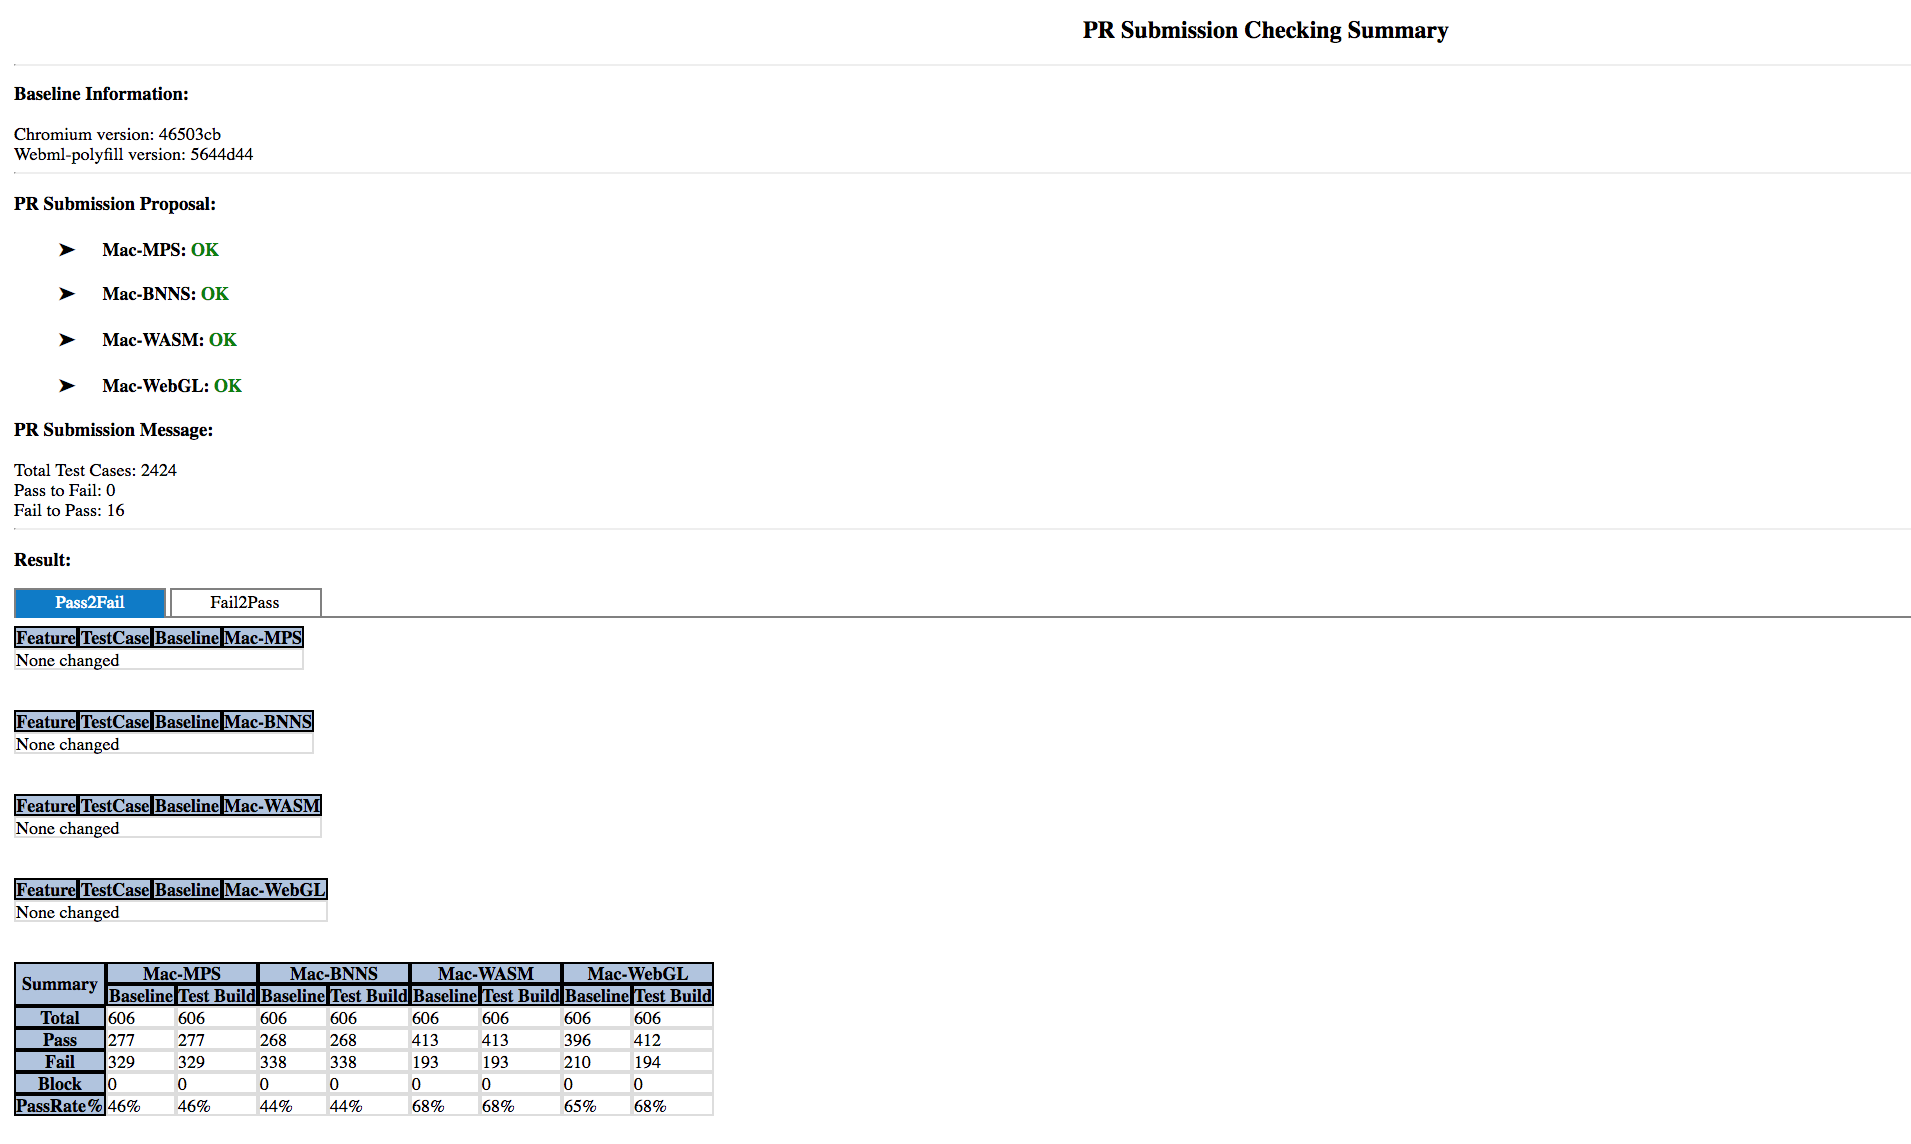 PR Submission Checking Summary
Baseline Information:
Chromium version: 46503cb
Webml-polyfill version: 5644d44
PR Submission Proposal:
➤ Mac-MPS: OK
➤ Mac-BNNS: OK
➤ Mac-WASM: OK
➤ Mac-WebGL: OK
PR Submission Message:
Total Test Cases: 2424
Pass to Fail: 0
Fail to Pass: 16
Result:
Pass2Fail Fail2Pass
Feature TestCase Baseline Mac-MPS
None changed
Feature TestCase Baseline Mac-BNNS
None changed
Feature TestCase Baseline Mac-WASM
None changed
Feature TestCase Baseline Mac-WebGL
None changed
Summary Mac-MPS Mac-BNNS Mac-WASM Mac-WebGL
Baseline Test Build Baseline Test Build Baseline Test Build Baseline Test Build
Total 606 606 606 606 606 606 606 606
Pass 277 277 268 268 413 413 396 412
Fail 329 329 338 338 193 193 210 194
Block 0 0 0 0 0 0 0 0
PassRate% 46% 46% 44% 44% 68% 68% 65% 68%